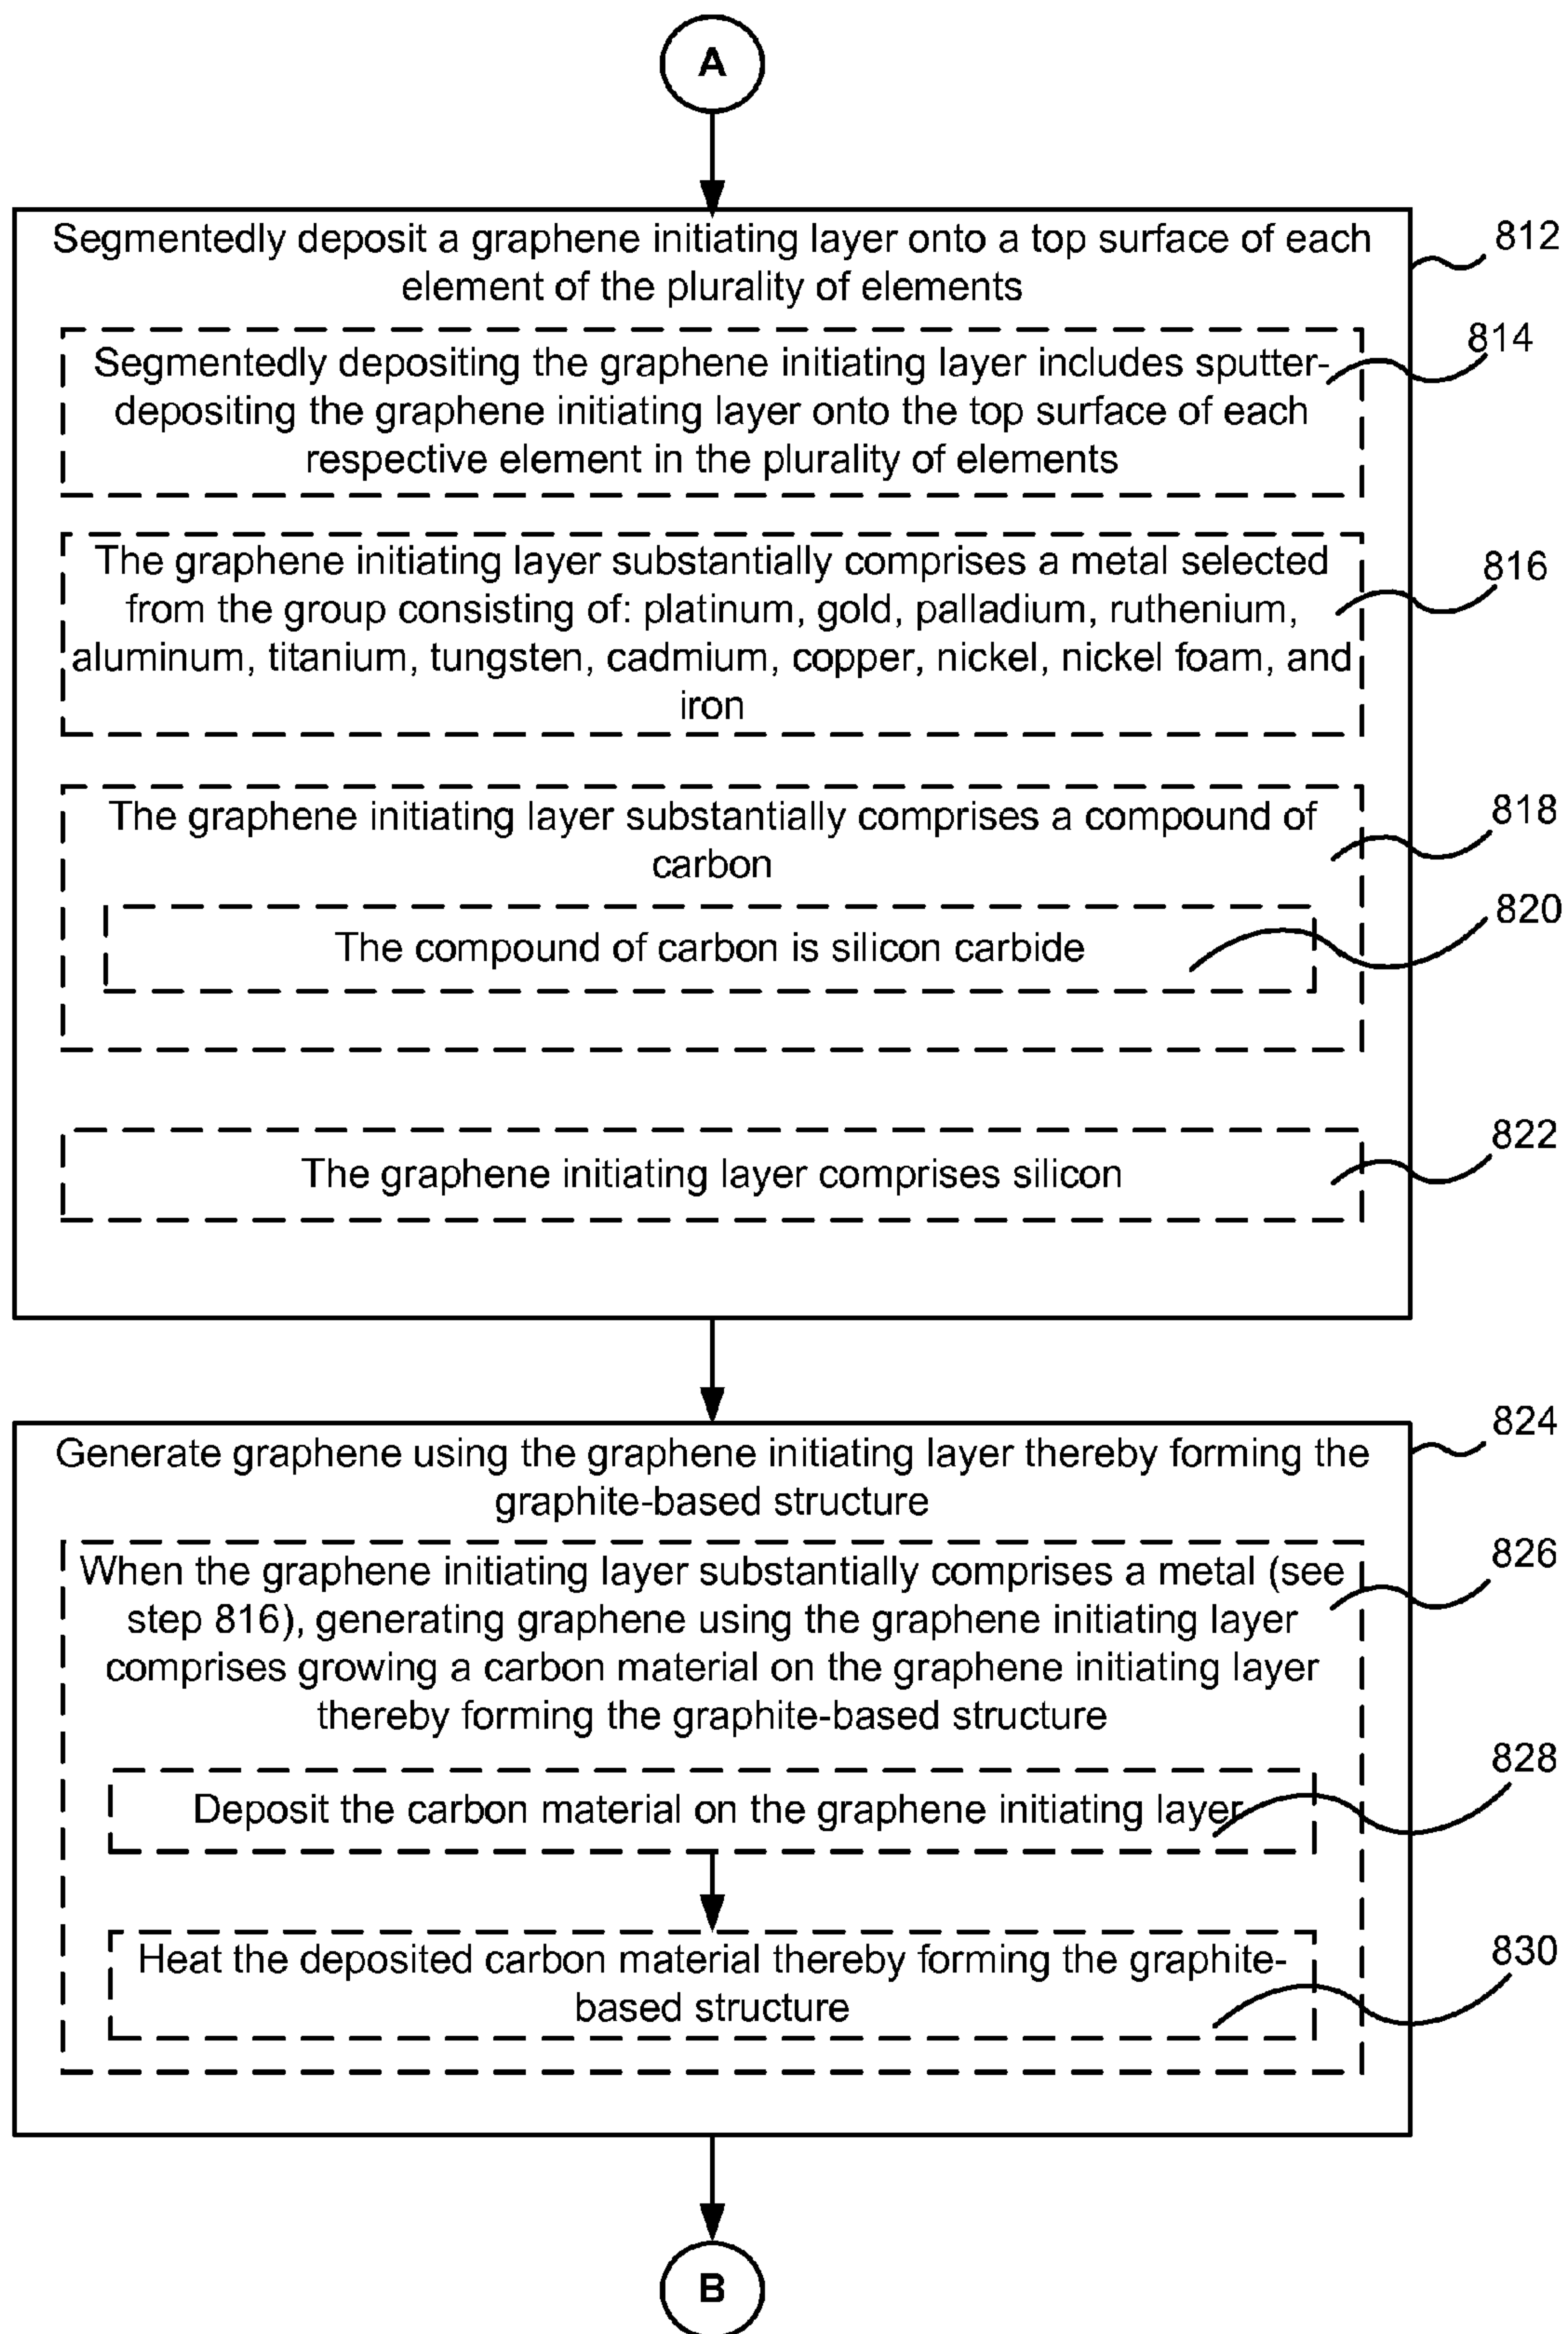 A
Segmentedly deposit a graphene initiating layer onto a top surface of each
element of the plurality of elements
812
Segmentedly depositing the graphene initiating layer includes sputter-
depositing the graphene initiating layer onto the top surface of each
respective element in the plurality of elements
814
The graphene initiating layer substantially comprises a metal selected
from the group consisting of: platinum, gold, palladium, ruthenium,
aluminum, titanium, tungsten, cadmium, copper, nickel, nickel foam, and
iron
816
The graphene initiating layer substantially comprises a compound of
carbon
818
The compound of carbon is silicon carbide
820
The graphene initiating layer comprises silicon
822
Generate graphene using the graphene initiating layer thereby forming the
graphite-based structure
824
When the graphene initiating layer substantially comprises a metal (see
step 816), generating graphene using the graphene initiating layer
comprises growing a carbon material on the graphene initiating layer
thereby forming the graphite-based structure
826
Deposit the carbon material on the graphene initiating layer
828
Heat the deposited carbon material thereby forming the graphite-
based structure
830
B